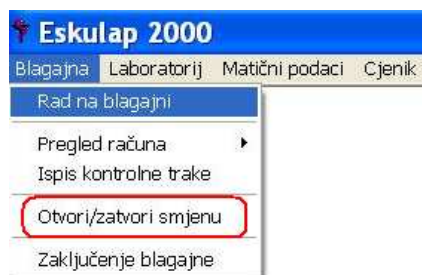 Eskulap 2000
Blagajna Laboratorij Matični podaci Cjenik
Rad na blagajni
Pregled računa
Ispis kontrolne trake
Otvori/zatvori smjenu
Zaključenje blagajne